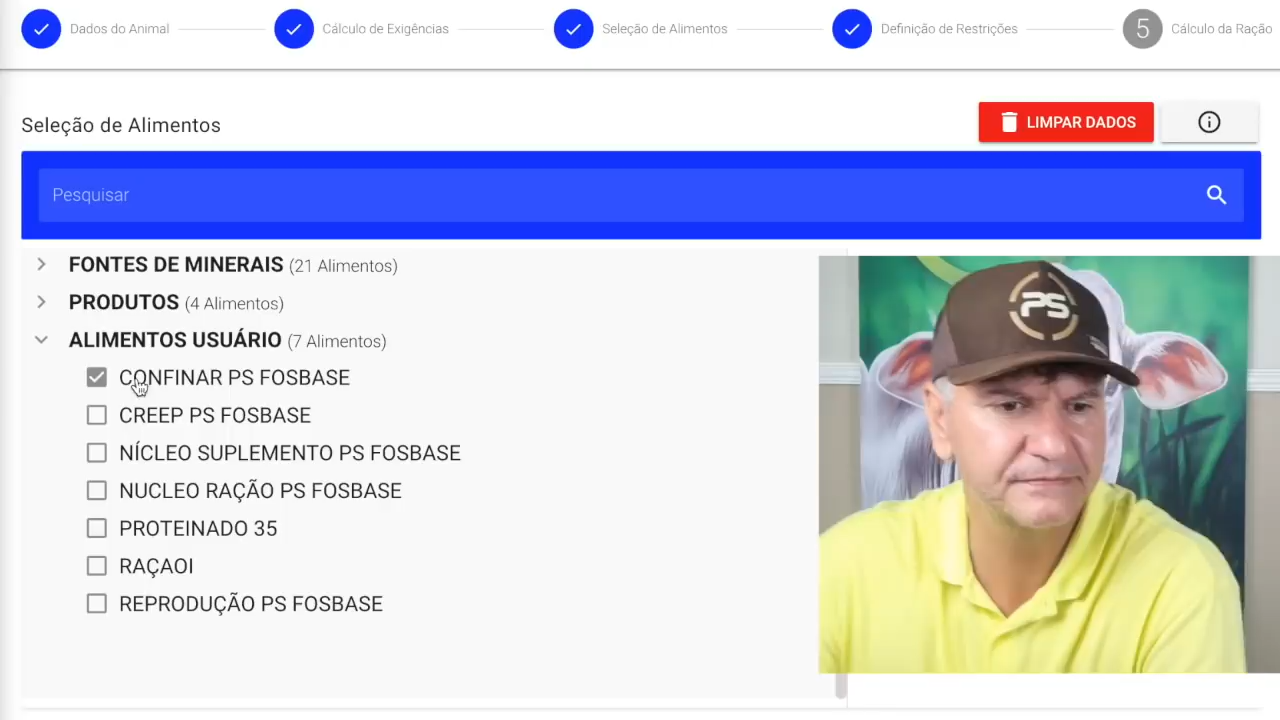 Dados do Animal
Cálculo de Exigências
Seleção de Alimentos
Definição de Restrições
5
Cálculo da Ração
Seleção de Alimentos
LIMPAR DADOS
Pesquisar
FONTES DE MINERAIS (21 Alimentos)
PRODUTOS (4 Alimentos)
ALIMENTOS USUÁRIO (7 Alimentos)
CONFINAR PS FOSBASE
CREEP PS FOSBASE
NÍCLEO SUPLEMENTO PS FOSBASE
NUCLEO RAÇÃO PS FOSBASE
PROTEINADO 35
RAÇAOI
REPRODUÇÃO PS FOSBASE
PS